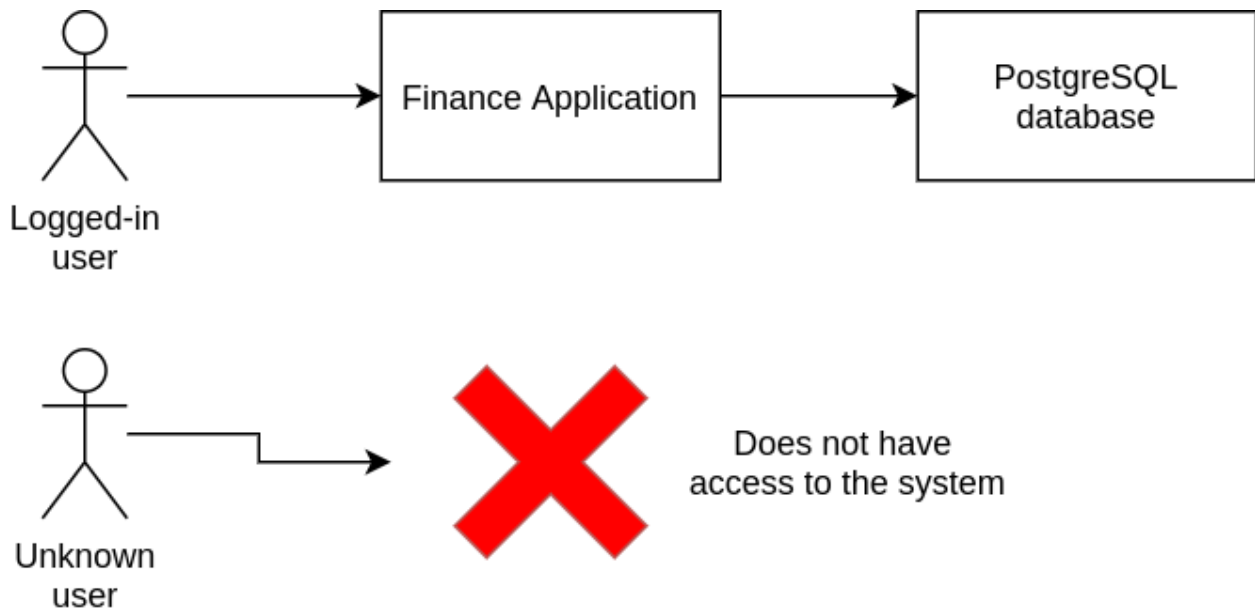 Finance Application
PostgreSQL
database
Logged-in
user
Does not have
access to the system
Unknown
user